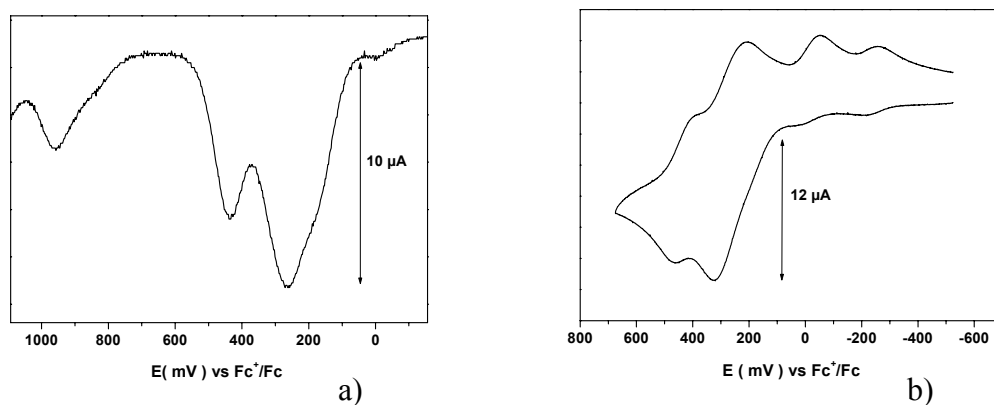 10 µA
1000 800 600 400 200 0
E( mV ) vs Fc⁺/Fc
a)
12 µA
800 600 400 200 0 -200 -400 -600
E ( mV ) vs Fc⁺/Fc
b)